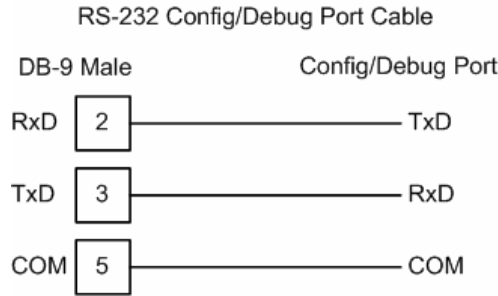 RS-232 Config/Debug Port Cable
DB-9 Male Config/Debug Port
RxD 2 TxD
TxD 3 RxD
COM 5 COM